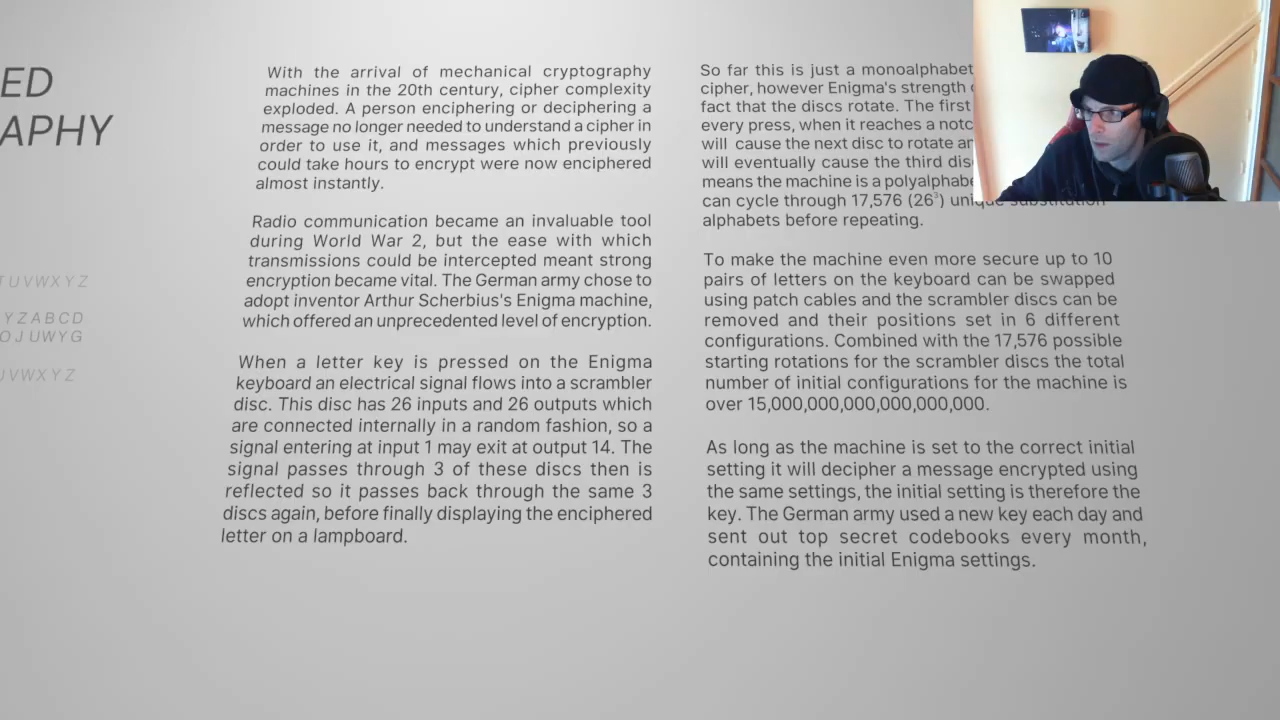 ED
APHY
TUVWXYZ
YZABCD
OJUWYG
UVWXYZ
With the arrival of mechanical cryptography
machines in the 20th century, cipher complexity
exploded. A person enciphering or deciphering a
message no longer needed to understand a cipher in
order to use it, and messages which previously
could take hours to encrypt were now enciphered
almost instantly.
Radio communication became an invaluable tool
during World War 2, but the ease with which
transmissions could be intercepted meant strong
encryption became vital. The German army chose to
adopt inventor Arthur Scherbius's Enigma machine,
which offered an unprecedented level of encryption.
When a letter key is pressed on the Enigma
keyboard an electrical signal flows into a scrambler
disc. This disc has 26 inputs and 26 outputs which
are connected internally in a random fashion, so a
signal entering at input 1 may exit at output 14. The
signal passes through 3 of these discs then is
reflected so it passes back through the same 3
discs again, before finally displaying the enciphered
letter on a lampboard.
So far this is just a monoalphabet
cipher, however Enigma's strength
fact that the discs rotate. The first
every press, when it reaches a notc
will cause the next disc to rotate an
will eventually cause the third dis
means the machine is a polyalphabe
can cycle through 17,576 (26³) unique substitution
alphabets before repeating.
To make the machine even more secure up to 10
pairs of letters on the keyboard can be swapped
using patch cables and the scrambler discs can be
removed and their positions set in 6 different
configurations. Combined with the 17,576 possible
starting rotations for the scrambler discs the total
number of initial configurations for the machine is
over 15,000,000,000,000,000,000.
As long as the machine is set to the correct initial
setting it will decipher a message encrypted using
the same settings, the initial setting is therefore the
key. The German army used a new key each day and
sent out top secret codebooks every month,
containing the initial Enigma settings.